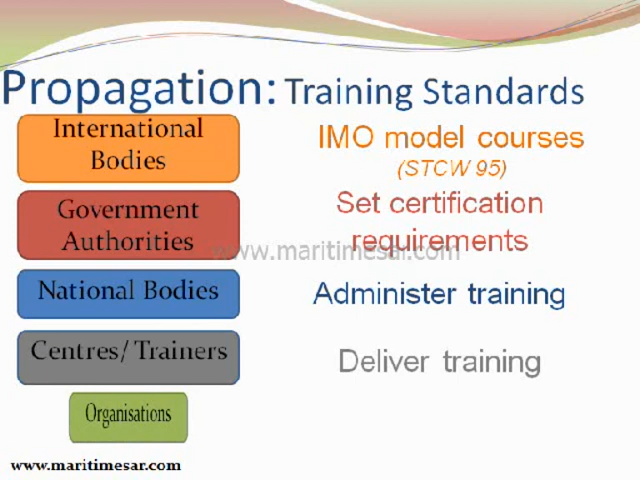 Propagation: Training Standards
International
Bodies
IMO model courses
(STCW 95)
Government
Authorities
Set certification
requirements
www.maritimesar.com
National Bodies
Administer training
Centres/ Trainers
Deliver training
Organisations
www.maritimesar.com